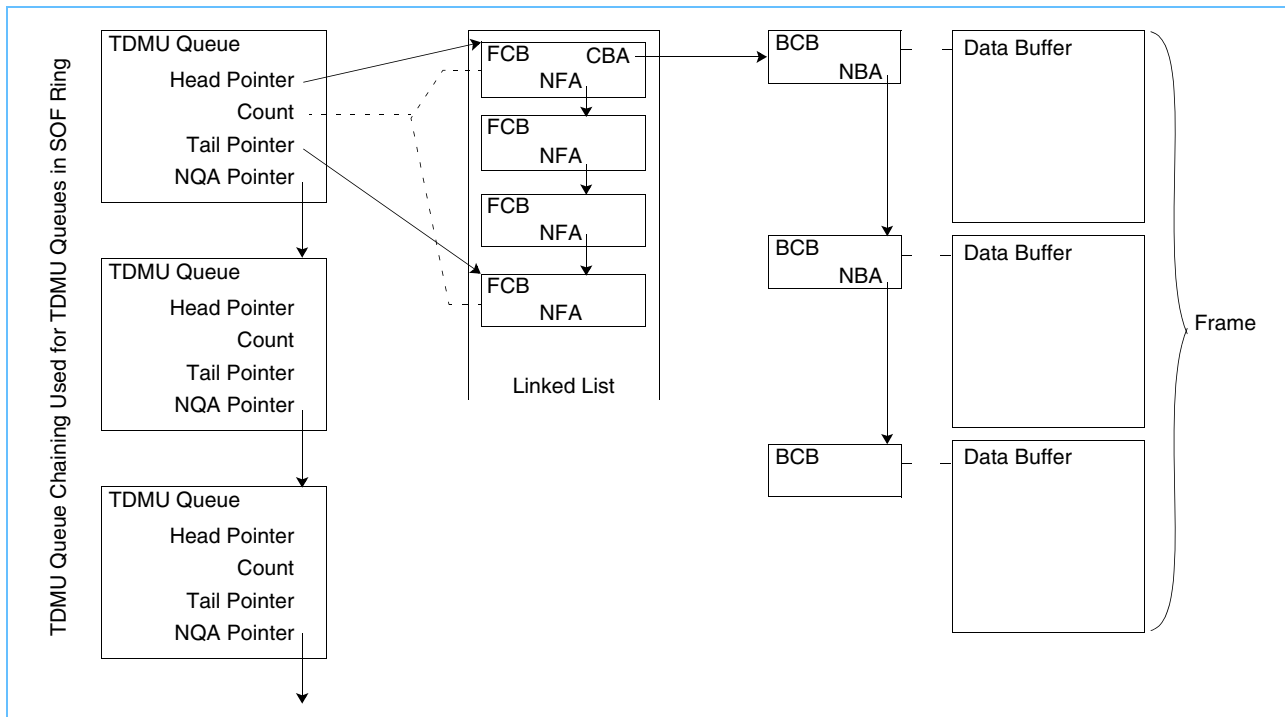 TDMU Queue Chaining Used for TDMU Queues in SOF Ring
TDMU Queue
Head Pointer
Count
Tail Pointer
NQA Pointer
TDMU Queue
Head Pointer
Count
Tail Pointer
NQA Pointer
TDMU Queue
Head Pointer
Count
Tail Pointer
NQA Pointer
FCB CBA
NFA
FCB
NFA
FCB
NFA
FCB
NFA
Linked List
BCB
NBA
BCB
NBA
BCB
Data Buffer
Data Buffer
Data Buffer
Frame